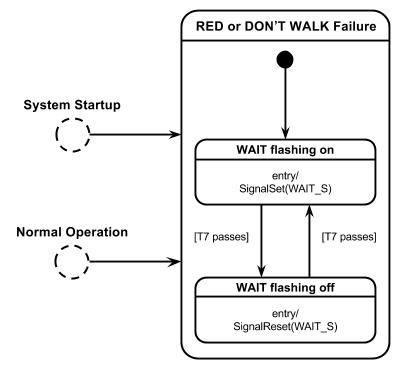 RED or DON'T WALK Failure
System Startup
WAIT flashing on
entry/
SignalSet(WAIT_S)
Normal Operation
[T7 passes]
[T7 passes]
WAIT flashing off
entry/
SignalReset(WAIT_S)